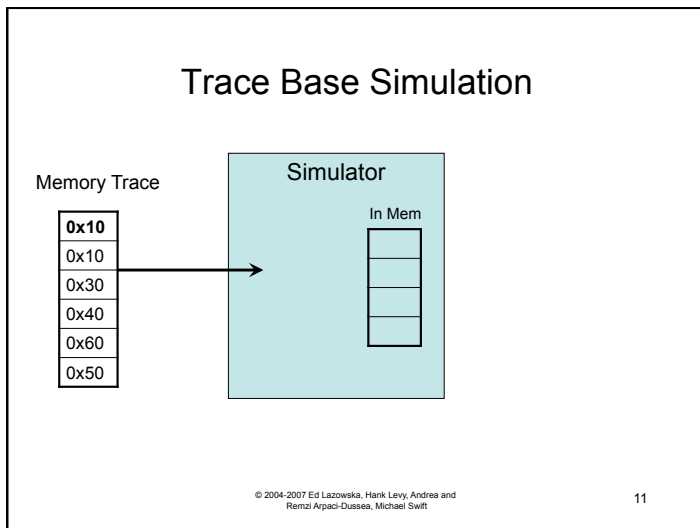 Trace Base Simulation
Memory Trace
0x10
0x10
0x30
0x40
0x60
0x50
Simulator
In Mem
© 2004-2007 Ed Lazowska, Hank Levy, Andrea and
Remzi Arpaci-Dussea, Michael Swift
11